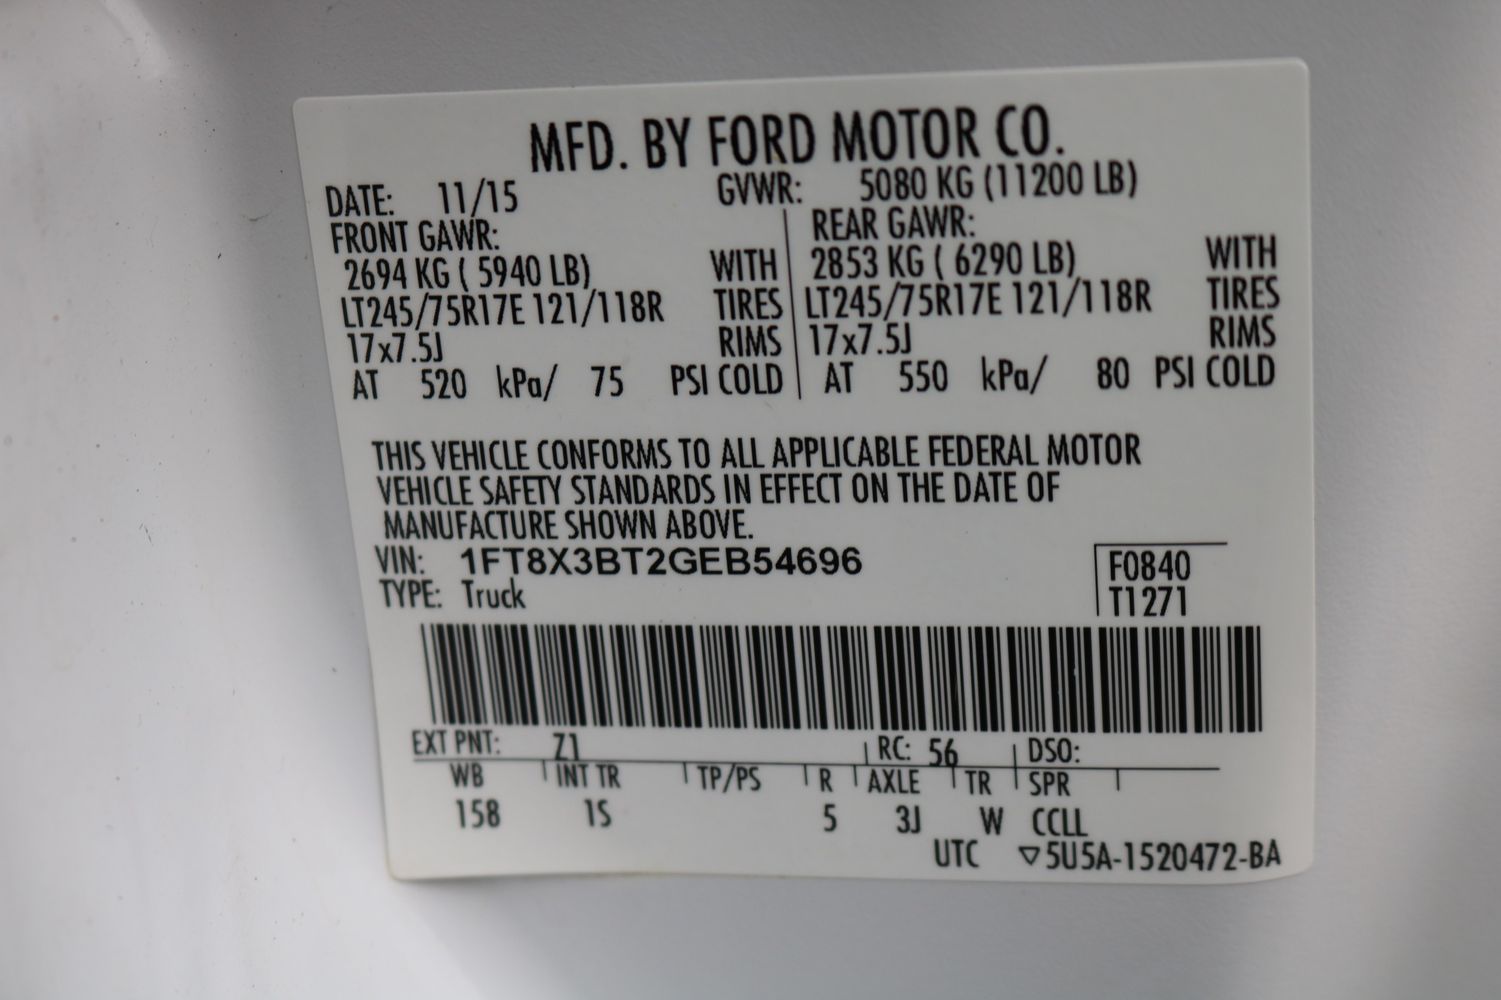 MFD. BY FORD MOTOR CO.
DATE: 11/15 GVWR: 5080 KG (11200 LB)
FRONT GAWR: REAR GAWR:
2694 KG ( 5940 LB) WITH 2853 KG ( 6290 LB) WITH
LT245/75R17E 121/118R TIRES LT245/75R17E 121/118R TIRES
17x7.5J RIMS 17x7.5J RIMS
AT 520 kPa/ 75 PSI COLD AT 550 kPa/ 80 PSI COLD
THIS VEHICLE CONFORMS TO ALL APPLICABLE FEDERAL MOTOR
VEHICLE SAFETY STANDARDS IN EFFECT ON THE DATE OF
MANUFACTURE SHOWN ABOVE.
VIN: 1FT8X3BT2GEB54696 F0840
TYPE: Truck T1271
EXT PNT: Z1 RC: 56 DSO:
WB INT TR TP/PS R AXLE TR SPR
158 1S 5 3J W CCLL
UTC ▽5U5A-1520472-BA